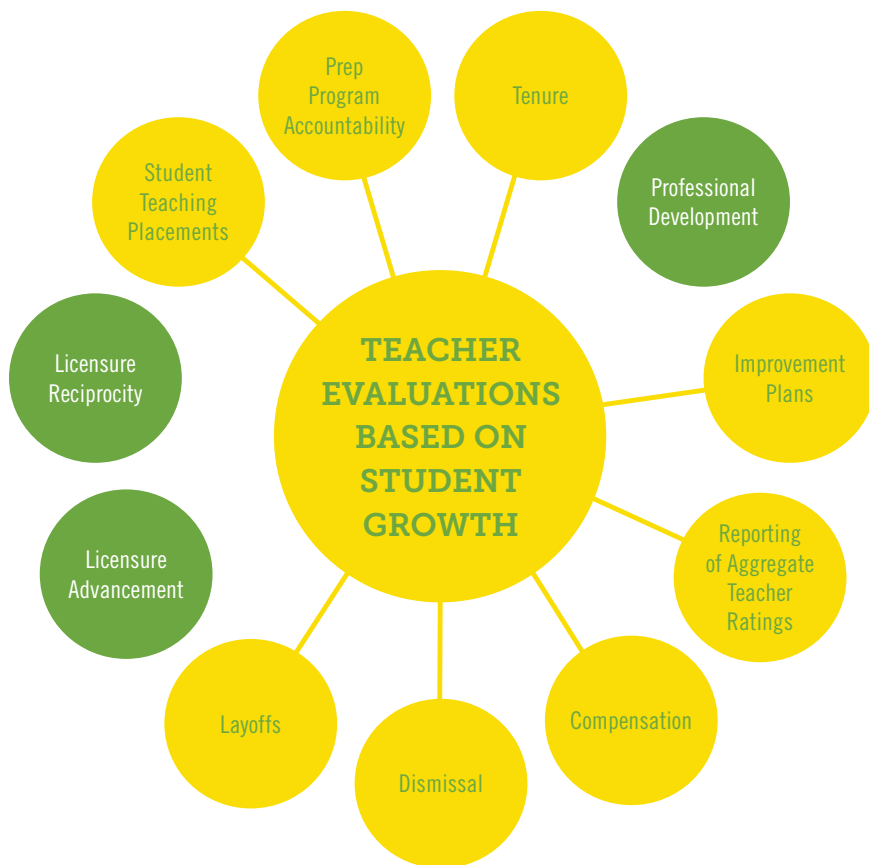 Prep
Program
Accountability
Tenure
Student
Teaching
Placements
Professional
Development
Licensure
Reciprocity
TEACHER
EVALUATIONS
BASED ON
STUDENT
GROWTH
Improvement
Plans
Licensure
Advancement
Reporting
of Aggregate
Teacher
Ratings
Layoffs
Dismissal
Compensation